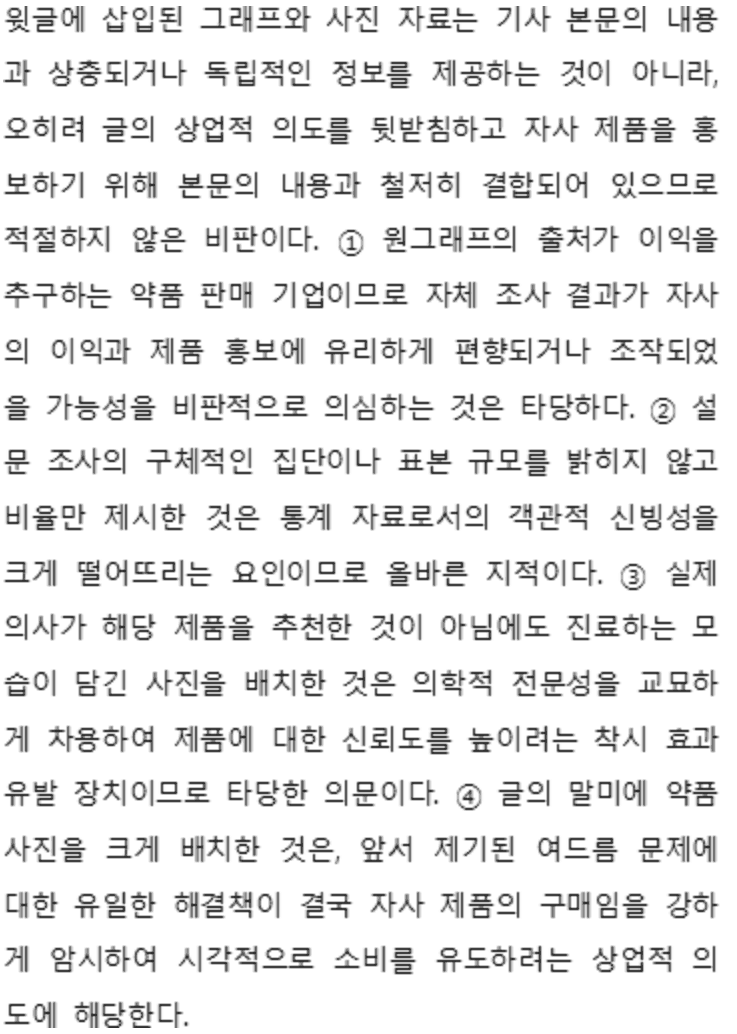 윗글에 삽입된 그래프와 사진 자료는 기사 본문의 내용
과 상충되거나 독립적인 정보를 제공하는 것이 아니라,
오히려 글의 상업적 의도를 뒷받침하고 자사 제품을 홍
보하기 위해 본문의 내용과 철저히 결합되어 있으므로
적절하지 않은 비판이다. ① 원그래프의 출처가 이익을
추구하는 약품 판매 기업이므로 자체 조사 결과가 자사
의 이익과 제품 홍보에 유리하게 편향되거나 조작되었
을 가능성을 비판적으로 의심하는 것은 타당하다. ② 설
문 조사의 구체적인 집단이나 표본 규모를 밝히지 않고
비율만 제시한 것은 통계 자료로서의 객관적 신빙성을
크게 떨어뜨리는 요인이므로 올바른 지적이다. ③ 실제
의사가 해당 제품을 추천한 것이 아님에도 진료하는 모
습이 담긴 사진을 배치한 것은 의학적 전문성을 교묘하
게 차용하여 제품에 대한 신뢰도를 높이려는 착시 효과
유발 장치이므로 타당한 의문이다. ④ 글의 말미에 약품
사진을 크게 배치한 것은, 앞서 제기된 여드름 문제에
대한 유일한 해결책이 결국 자사 제품의 구매임을 강하
게 암시하여 시각적으로 소비를 유도하려는 상업적 의
도에 해당한다.